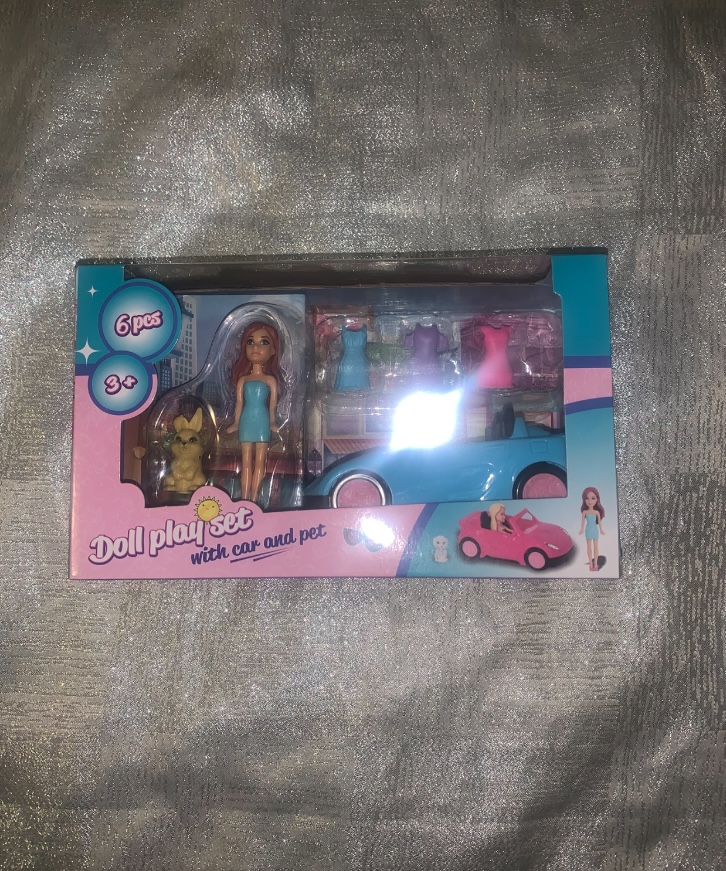 6 pcs
3+
Doll play set
with car and pet